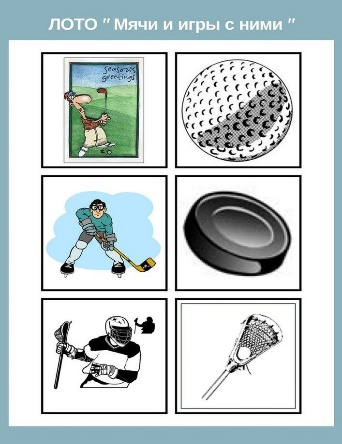 ЛОТО " Мячи и игры с ними "
Season's
greetings